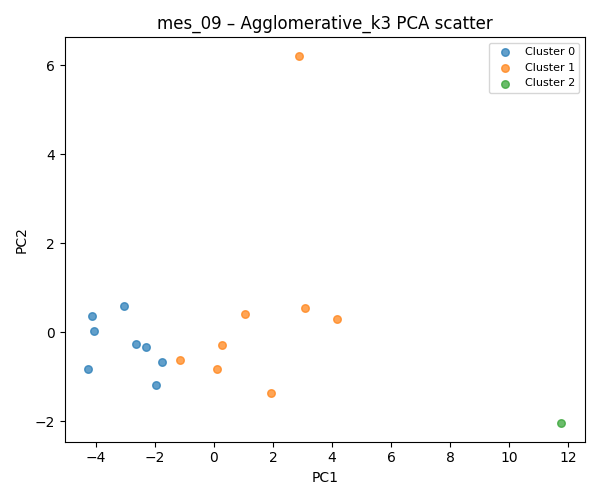 mes_09 – Agglomerative_k3 PCA scatter
Cluster 0
Cluster 1
Cluster 2
6
4
2
0
−2
PC2
−4
−2
0
2
4
6
8
10
12
PC1